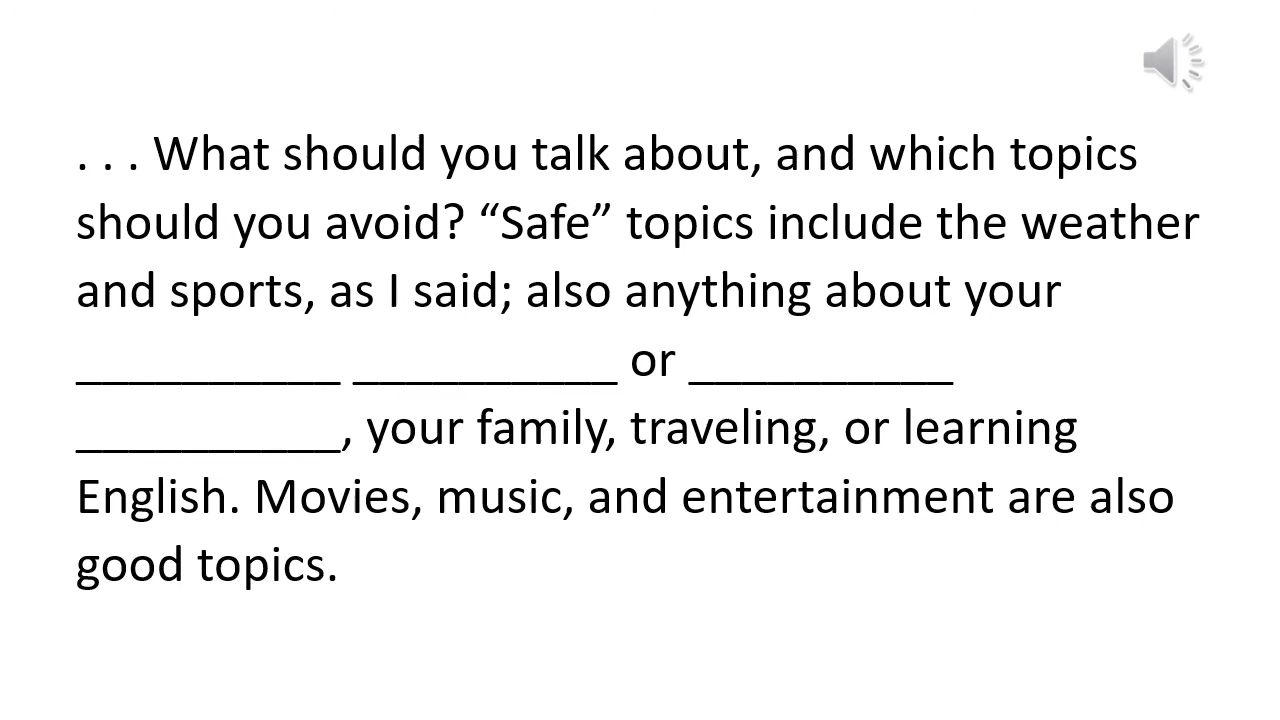 . . . What should you talk about, and which topics
should you avoid? “Safe” topics include the weather
and sports, as I said; also anything about your
__________ __________ or __________
__________, your family, traveling, or learning
English. Movies, music, and entertainment are also
good topics.